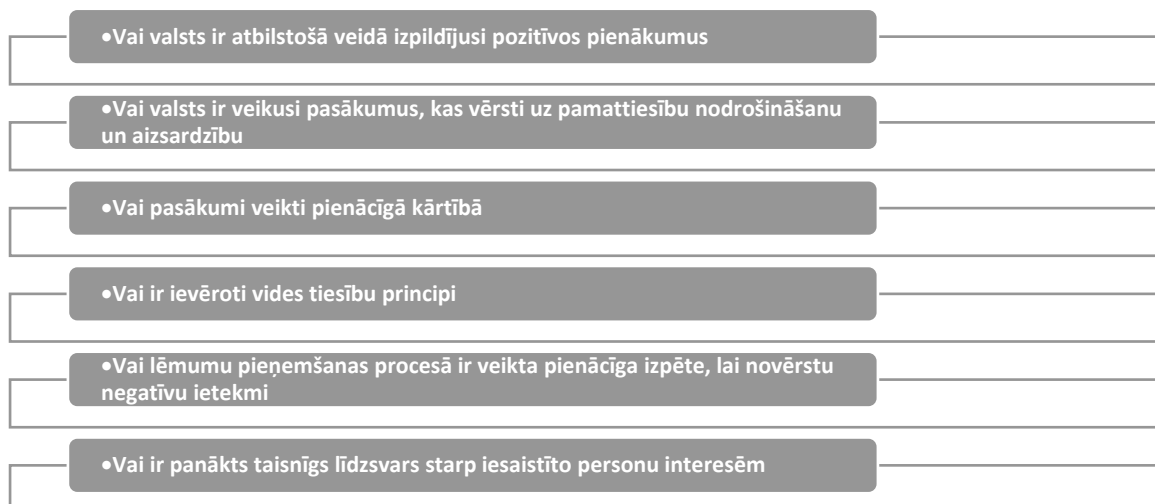 •Vai valsts ir atbilstošā veidā izpildījusi pozitīvos pienākumus
•Vai valsts ir veikusi pasākumus, kas vērsti uz pamattiesību nodrošināšanu
un aizsardzību
•Vai pasākumi veikti pienācīgā kārtībā
•Vai ir ievēroti vides tiesību principi
•Vai lēmumu pieņemšanas procesā ir veikta pienācīga izpēte, lai novērstu
negatīvu ietekmi
•Vai ir panākts taisnīgs līdzsvars starp iesaistīto personu interesēm